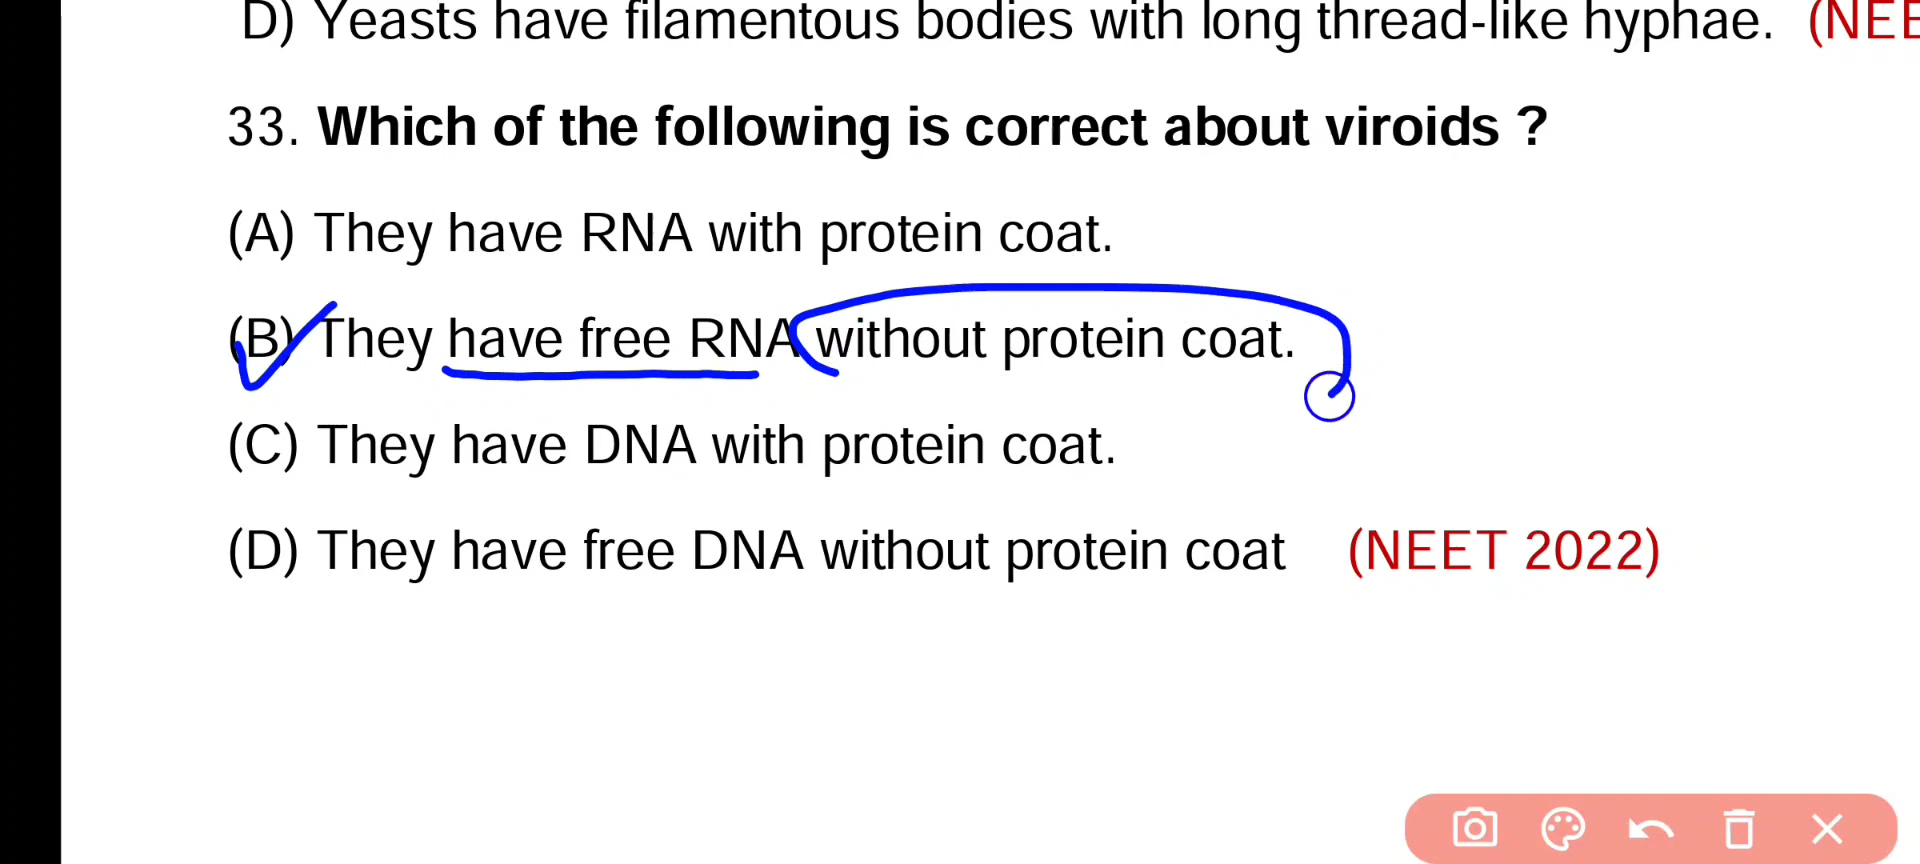 D) Yeasts have filamentous bodies with long thread-like hyphae. (NEE
33. Which of the following is correct about viroids ?
(A) They have RNA with protein coat.
(B) They have free RNA without protein coat.
(C) They have DNA with protein coat.
(D) They have free DNA without protein coat (NEET 2022)